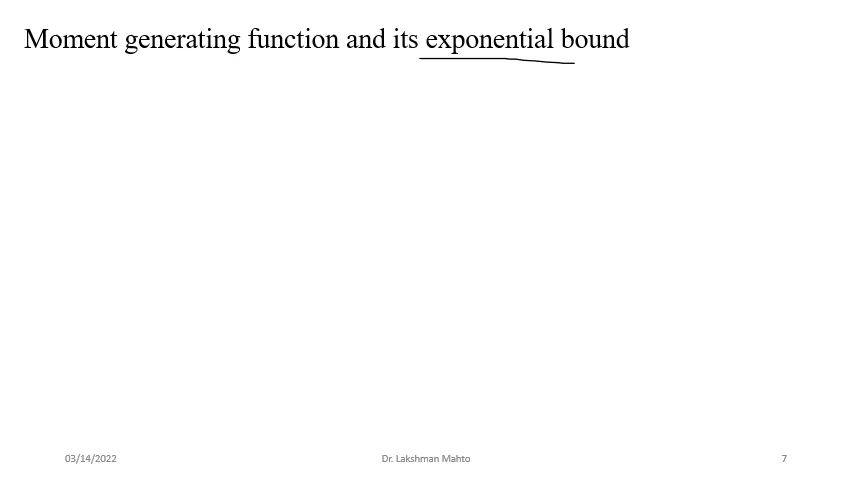 Moment generating function and its exponential bound
03/14/2022
Dr. Lakshman Mahto
7